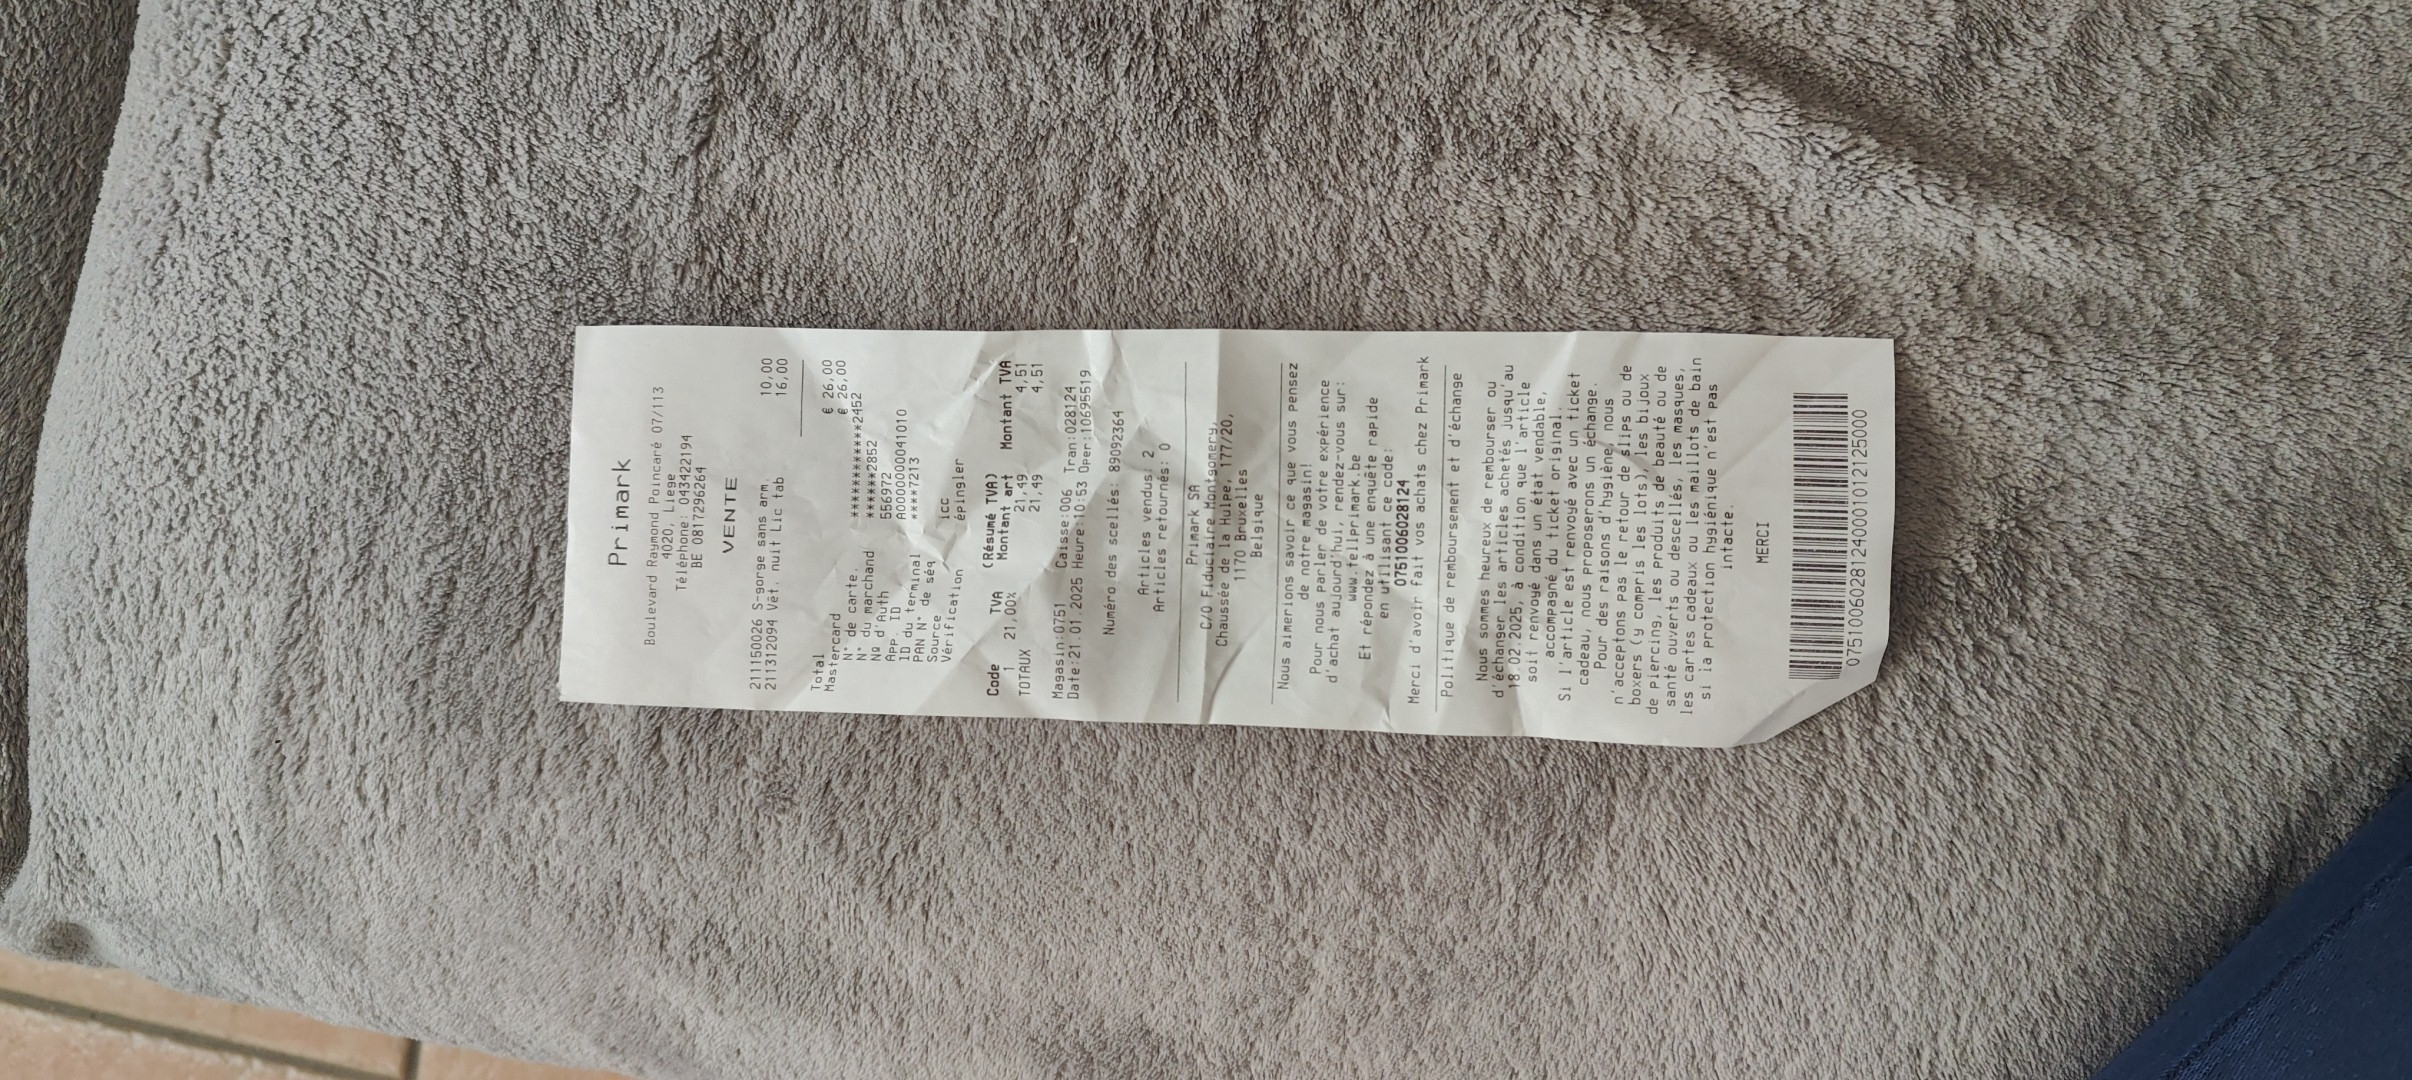 Primark
Boulevard Raymond Poincaré 07/113
4020, Liege
Téléphone: 043422194
BE 0817296264
VENTE
211150026 S-gorge sans arm, 10,00
211312094 Vêt. nuit Lic tab 16,00
Total € 26,00
Mastercard € 26,00
N° de carte. ************2452
N° du marchand ******2852
Nº d'Auth 556972
App. ID A0000000041010
ID du terminal ****7213
PAN N° de séq
Source icc
Vérification épingler
(Résumé TVA)
Code TVA Montant art Montant TVA
1 21,00% 21,49 4,51
TOTAUX 21,49 4,51
Magasin:0751 Caisse:006 Tran:028124
Date:21.01.2025 Heure:10:53 Oper:10695519
Numéro des scellés: 89092364
Articles vendus: 2
Articles retournés: 0
Primark SA
C/O Fiduciaire Montgomery,
Chaussée de la Hulpe, 177/20,
1170 Bruxelles
Belgique
Nous aimerions savoir ce que vous pensez
de notre magasin!
Pour nous parler de votre expérience
d'achat aujourd'hui, rendez-vous sur:
www.tellprimark.be
Et répondez à une enquête rapide
en utilisant ce code:
0751006028124
Merci d'avoir fait vos achats chez Primark
Politique de remboursement et d'échange
Nous sommes heureux de rembourser ou
d'échanger les articles achetés jusqu'au
18.02.2025, à condition que l'article
soit renvoyé dans un état vendable,
accompagné du ticket original.
Si l'article est renvoyé avec un ticket
cadeau, nous proposerons un échange.
Pour des raisons d'hygiène, nous
n'acceptons pas le retour de slips ou de
boxers (y compris les lots), les bijoux
de piercing, les produits de beauté ou de
santé ouverts ou descellés, les masques,
les cartes cadeaux ou les maillots de bain
si la protection hygiénique n'est pas
intacte.
MERCI
07510060281240001012125000